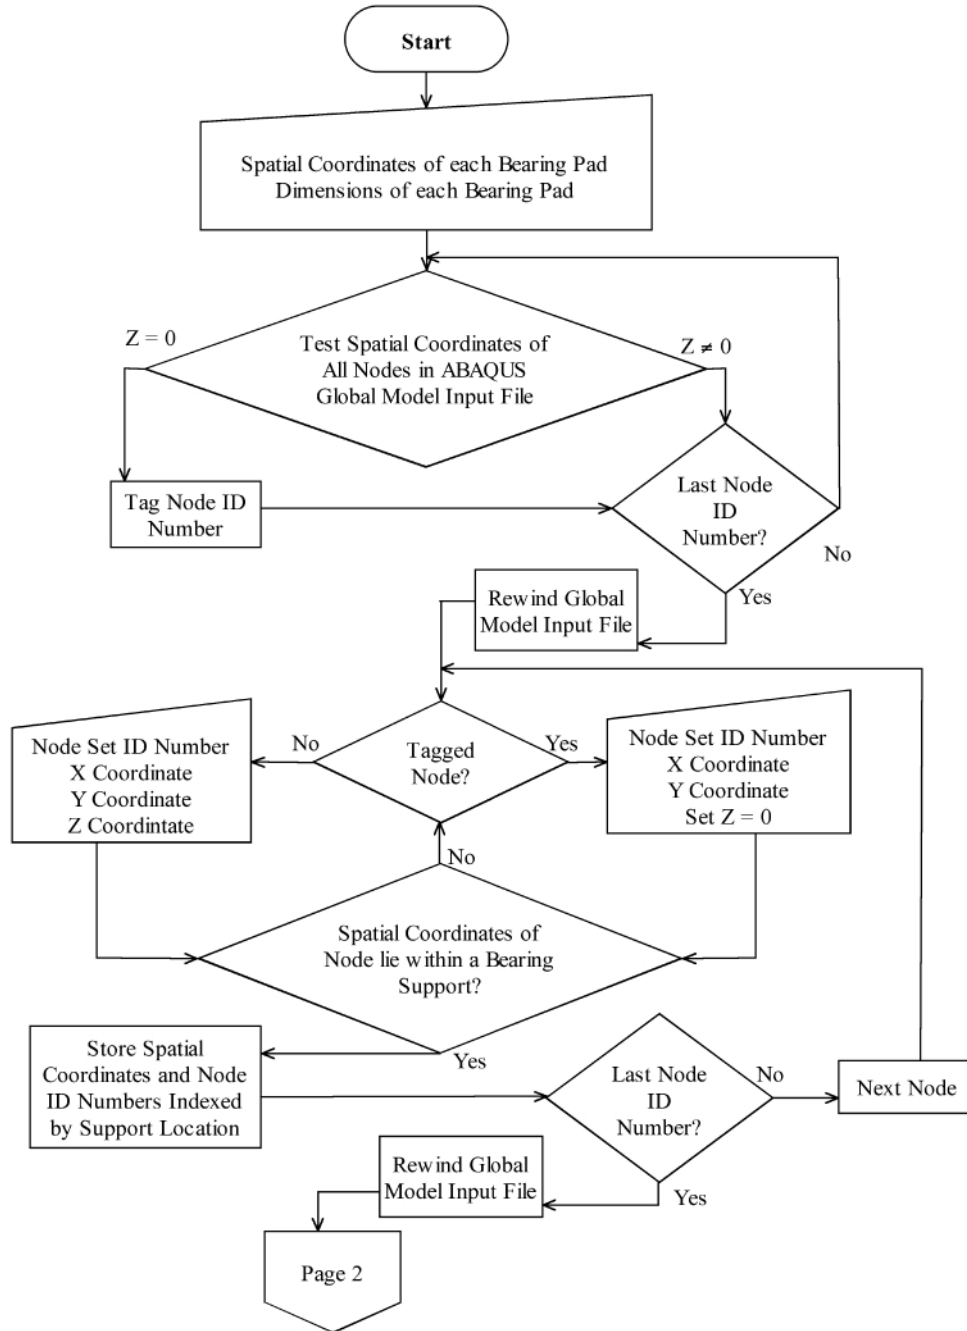 Start
Spatial Coordinates of each Bearing Pad
Dimensions of each Bearing Pad
Z = 0
Test Spatial Coordinates of
All Nodes in ABAQUS
Global Model Input File
Z ≠ 0
Tag Node ID
Number
Last Node
ID
Number?
No
Yes
Rewind Global
Model Input File
Node Set ID Number
X Coordinate
Y Coordinate
Z Coordintate
No
Tagged
Node?
Yes
Node Set ID Number
X Coordinate
Y Coordinate
Set Z = 0
No
Spatial Coordinates of
Node lie within a Bearing
Support?
Yes
Store Spatial
Coordinates and Node
ID Numbers Indexed
by Support Location
Last Node
ID
Number?
No
Next Node
Yes
Rewind Global
Model Input File
Page 2